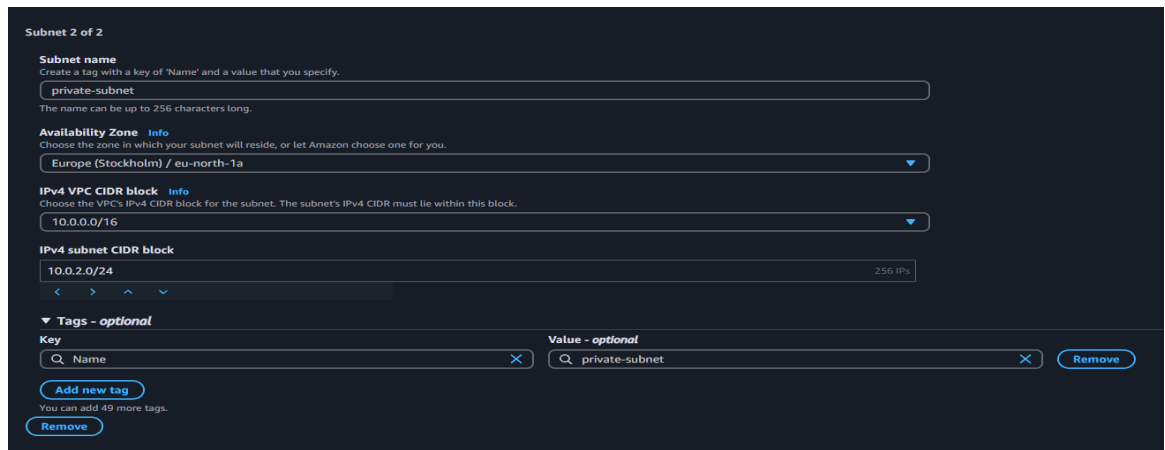 Subnet 2 of 2
Subnet name
Create a tag with a key of 'Name' and a value that you specify.
private-subnet
The name can be up to 256 characters long.
Availability Zone Info
Choose the zone in which your subnet will reside, or let Amazon choose one for you.
Europe (Stockholm) / eu-north-1a
IPv4 VPC CIDR block Info
Choose the VPC's IPv4 CIDR block for the subnet. The subnet's IPv4 CIDR must lie within this block.
10.0.0.0/16
IPv4 subnet CIDR block
10.0.2.0/24 256 IPs
Tags - optional
Key Value - optional
Name private-subnet Remove
Add new tag
You can add 49 more tags.
Remove